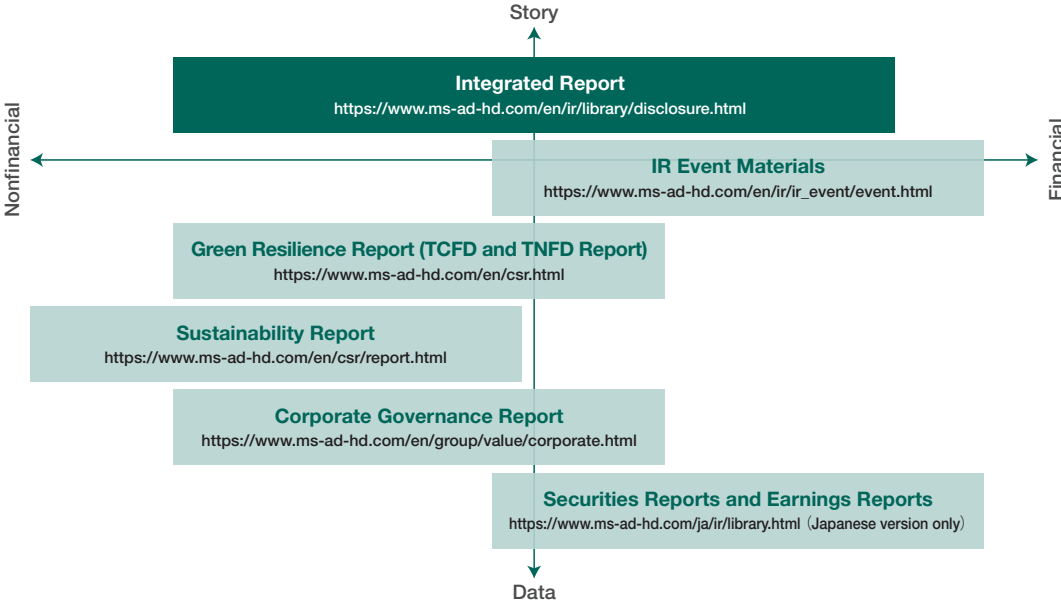 Story
Integrated Report
https://www.ms-ad-hd.com/en/ir/library/disclosure.html
Nonfinancial
Financial
IR Event Materials
https://www.ms-ad-hd.com/en/ir/ir_event/event.html
Green Resilience Report (TCFD and TNFD Report)
https://www.ms-ad-hd.com/en/csr.html
Sustainability Report
https://www.ms-ad-hd.com/en/csr/report.html
Corporate Governance Report
https://www.ms-ad-hd.com/en/group/value/corporate.html
Securities Reports and Earnings Reports
https://www.ms-ad-hd.com/ja/ir/library.html（Japanese version only）
Data